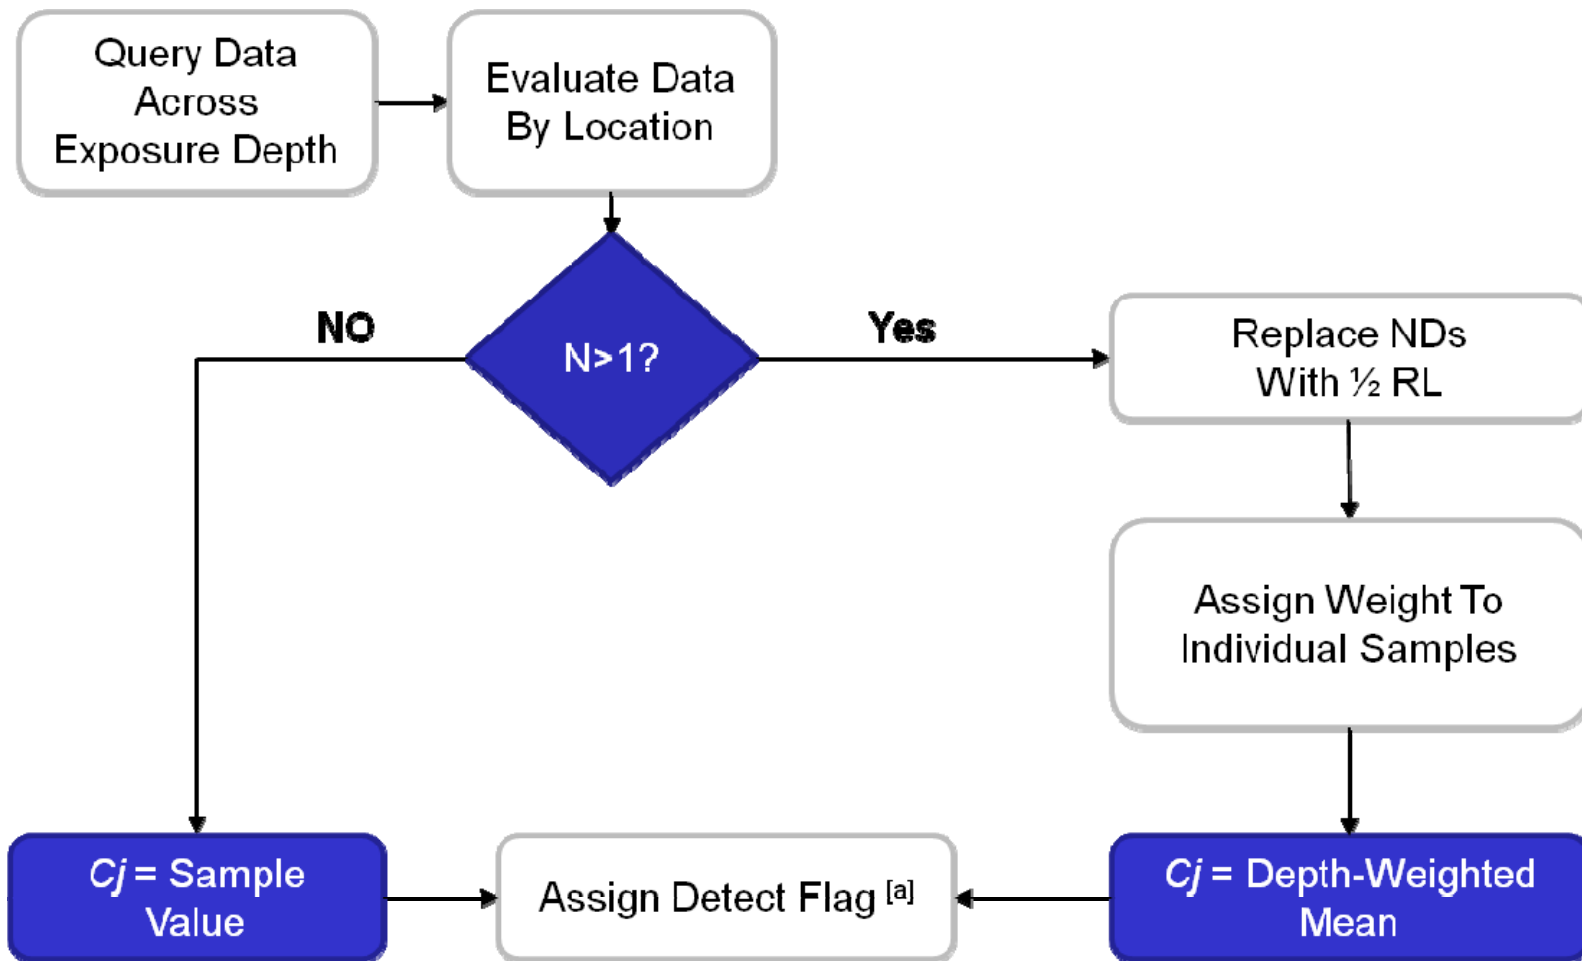 Query Data
Across
Exposure Depth
Evaluate Data
By Location
N>1?
NO
Yes
Replace NDs
With ½ RL
Assign Weight To
Individual Samples
Cj = Sample
Value
Assign Detect Flag [a]
Cj = Depth-Weighted
Mean